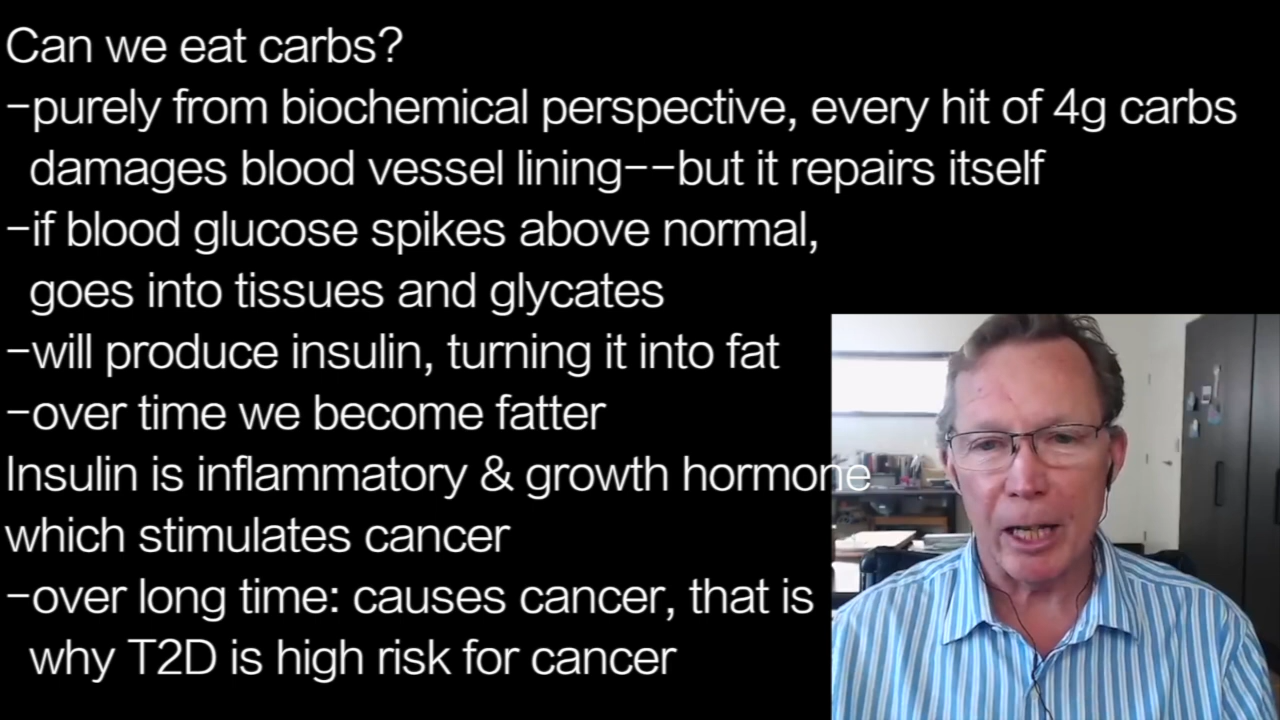 Can we eat carbs?
-purely from biochemical perspective, every hit of 4g carbs
damages blood vessel lining--but it repairs itself
-if blood glucose spikes above normal,
goes into tissues and glycates
-will produce insulin, turning it into fat
-over time we become fatter
Insulin is inflammatory & growth hormone
which stimulates cancer
-over long time: causes cancer, that is
why T2D is high risk for cancer